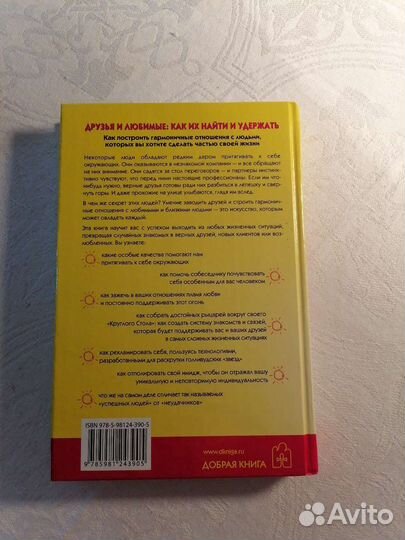 ДРУЗЬЯ И ЛЮБИМЫЕ: КАК ИХ НАЙТИ И УДЕРЖАТЬ
Как построить гармоничные отношения с людьми,
которых вы хотите сделать частью своей жизни
Некоторые люди обладают редким даром притягивать к себе
окружающих. Они оказываются в незнакомой компании — и все обращают
на них внимание. Они садятся за стол переговоров — и партнеры инстинк-
тивно чувствуют, что перед ними настоящие профессионалы. Если им что-
нибудь нужно, верные друзья готовы ради них разбиться в лепешку и свер-
нуть горы. И даже прохожие на улице улыбаются, глядя им вслед.
В чем же секрет этих людей? Умение заводить друзей и строить гармонич-
ные отношения с любимыми и близкими людьми — это искусство, которым
может овладеть каждый.
Эта книга научит вас с успехом выходить из любых жизненных ситуаций,
превращая случайных знакомых в верных друзей, новых клиентов или воз-
любленных. Вы узнаете:
какие особые качества помогают нам
притягивать к себе окружающих
как помочь собеседнику почувствовать
себя особенным для вас человеком
как зажечь в ваших отношениях пламя любви
и постоянно поддерживать этот огонь
как собрать достойных рыцарей вокруг своего
«Круглого Стола»: как создать систему знакомств и связей,
которая будет поддерживать вас и ваших друзей
в самых сложных жизненных ситуациях
как рекламировать себя, пользуясь технологиями,
разработанными для раскрутки голливудских «звезд»
как отполировать свой имидж, чтобы он отражал вашу
уникальную и неповторимую индивидуальность
что же на самом деле отличает так называемых
«успешных людей» от «неудачников»
ISBN 978-5-98124-390-5
9 785981 243905
www.dkniga.ru
ДОБРАЯ КНИГА
Avito